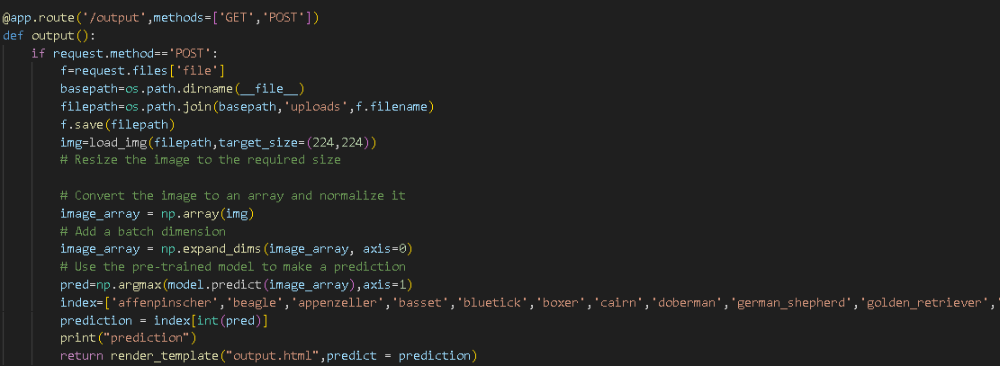 @app.route('/output',methods=['GET','POST'])
def output():
    if request.method=='POST':
        f=request.files['file']
        basepath=os.path.dirname(__file__)
        filepath=os.path.join(basepath,'uploads',f.filename)
        f.save(filepath)
        img=load_img(filepath,target_size=(224,224))
        # Resize the image to the required size
        # Convert the image to an array and normalize it
        image_array = np.array(img)
        # Add a batch dimension
        image_array = np.expand_dims(image_array, axis=0)
        # Use the pre-trained model to make a prediction
        pred=np.argmax(model.predict(image_array),axis=1)
        index=['affenpinscher','beagle','appenzeller','basset','bluetick','boxer','cairn','doberman','german_shepherd','golden_retriever','
        prediction = index[int(pred)]
        print("prediction")
        return render_template("output.html",predict = prediction)